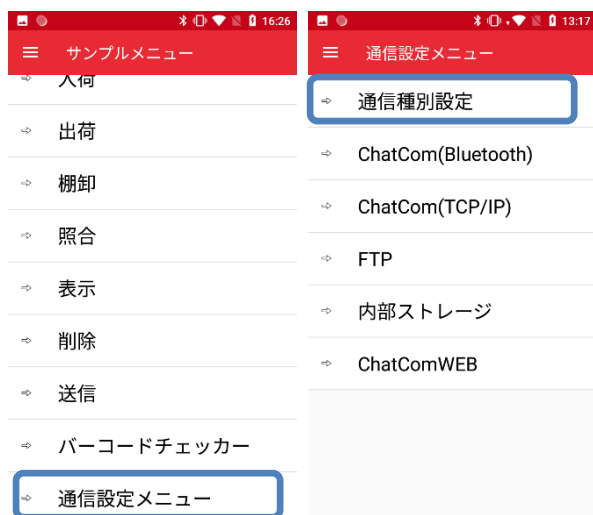 16:26
サンプルメニュー
入荷
出荷
棚卸
照合
表示
削除
送信
バーコードチェッカー
通信設定メニュー
13:17
通信設定メニュー
通信種別設定
ChatCom(Bluetooth)
ChatCom(TCP/IP)
FTP
内部ストレージ
ChatComWEB